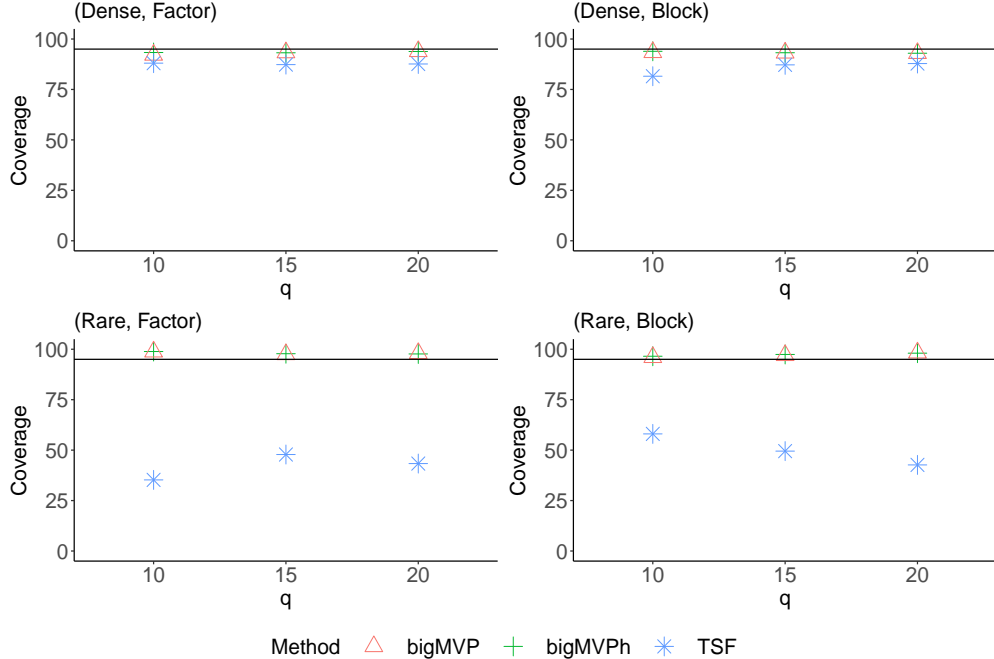 (Dense, Factor)
100
75
50
25
0
Coverage
10 15 20
q
(Dense, Block)
100
75
50
25
0
Coverage
10 15 20
q
(Rare, Factor)
100
75
50
25
0
Coverage
10 15 20
q
(Rare, Block)
100
75
50
25
0
Coverage
10 15 20
q
Method bigMVP bigMVPh TSF